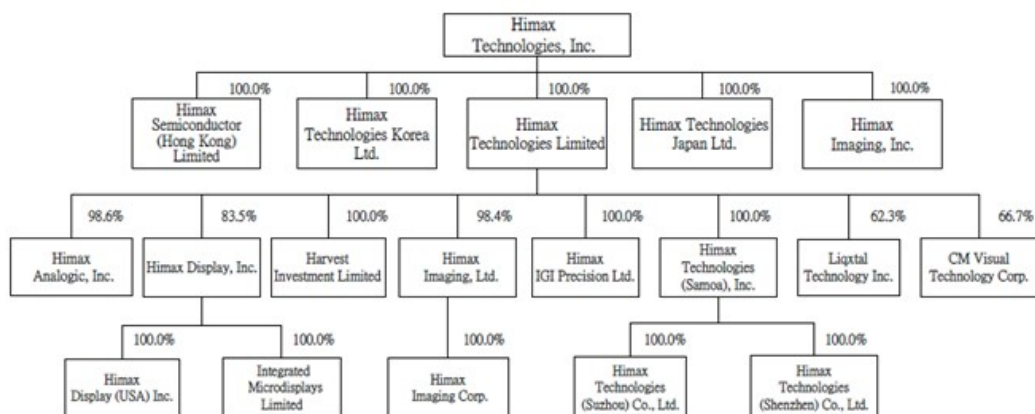 Himax
Technologies, Inc.
100.0%
100.0%
100.0%
100.0%
100.0%
Himax
Semiconductor
(Hong Kong)
Limited
Himax
Technologies Korea
Ltd.
Himax
Technologies Limited
Himax Technologies
Japan Ltd.
Himax
Imaging, Inc.
98.6%
83.5%
100.0%
98.4%
100.0%
100.0%
62.3%
66.7%
Himax
Analogic, Inc.
Himax Display, Inc.
Harvest
Investment Limited
Himax
Imaging, Ltd.
Himax
IGI Precision Ltd.
Himax
Technologies
(Samoa), Inc.
Liqxtal
Technology Inc.
CM Visual
Technology Corp.
100.0%
100.0%
100.0%
100.0%
100.0%
Himax
Display (USA) Inc.
Integrated
Microdisplays
Limited
Himax
Imaging Corp.
Himax
Technologies
(Suzhou) Co., Ltd.
Himax
Technologies
(Shenzhen) Co., Ltd.